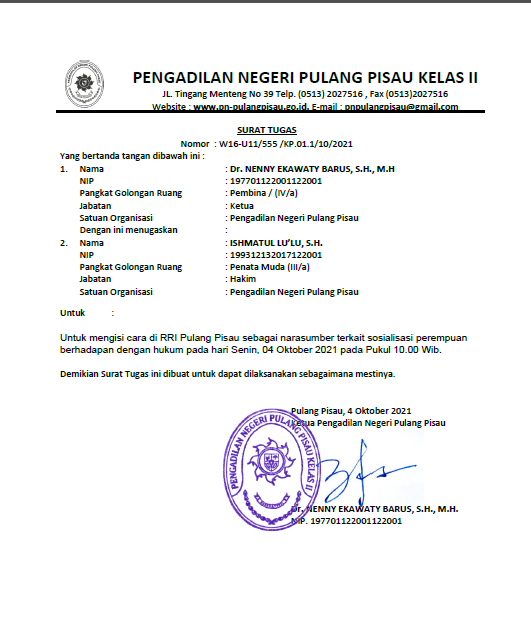 PENGADILAN NEGERI PULANG PISAU KELAS II
JL. Tingang Menteng No 39 Telp. (0513) 2027516 , Fax (0513)2027516
Website : www.pn-pulangpisau.go.id, E-mail : pnpulangpisau@gmail.com
SURAT TUGAS
Nomor : W16-U11/555 /KP.01.1/10/2021
Yang bertanda tangan dibawah ini :
1. Nama : Dr. NENNY EKAWATY BARUS, S.H., M.H
NIP : 197701122001122001
Pangkat Golongan Ruang : Pembina / (IV/a)
Jabatan : Ketua
Satuan Organisasi : Pengadilan Negeri Pulang Pisau
Dengan ini menugaskan :
2. Nama : ISHMATUL LU'LU, S.H.
NIP : 199312132017122001
Pangkat Golongan Ruang : Penata Muda (III/a)
Jabatan : Hakim
Satuan Organisasi : Pengadilan Negeri Pulang Pisau
Untuk :
Untuk mengisi cara di RRI Pulang Pisau sebagai narasumber terkait sosialisasi perempuan
berhadapan dengan hukum pada hari Senin, 04 Oktober 2021 pada Pukul 10.00 Wib.
Demikian Surat Tugas ini dibuat untuk dapat dilaksanakan sebagaimana mestinya.
Pulang Pisau, 4 Oktober 2021
Ketua Pengadilan Negeri Pulang Pisau
PENGADILAN NEGERI PULANG PISAU KELAS II
Dr. NENNY EKAWATY BARUS, S.H., M.H.
NIP. 197701122001122001